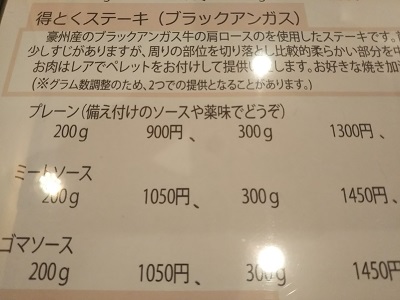 得とくステーキ（ブラックアンガス）
豪州産のブラックアンガス牛の肩ロースのを使用したステーキです。
少しすじがありますが、周りの部位を切り落とし比較的柔らかい部分を
お肉はレアでペレットをお付けして提供します。お好きな焼き加
（※グラム数調整のため、2つでの提供となることがあります。）
プレーン（備え付けのソースや薬味でどうぞ）
200g 900円、 300g 1300円、
ミートソース
200g 1050円、 300g 1450円、
ゴマソース
200g 1050円、 300g 1450円